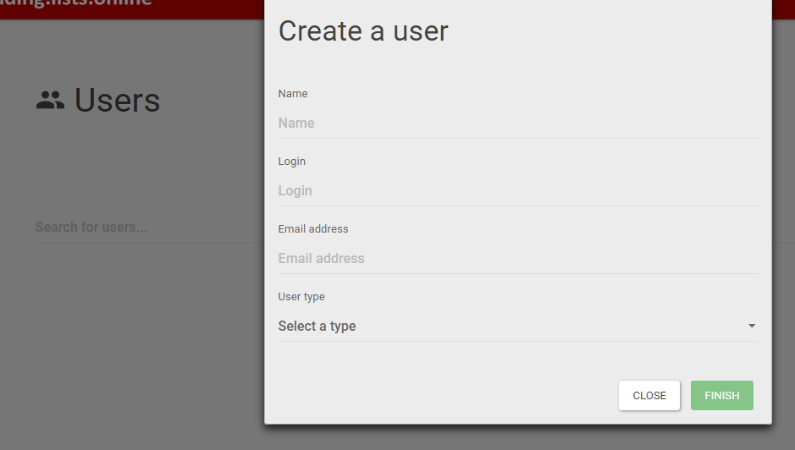 Create a user
Users
Name
Name
Login
Login
Search for users...
Email address
Email address
User type
Select a type
CLOSE
FINISH